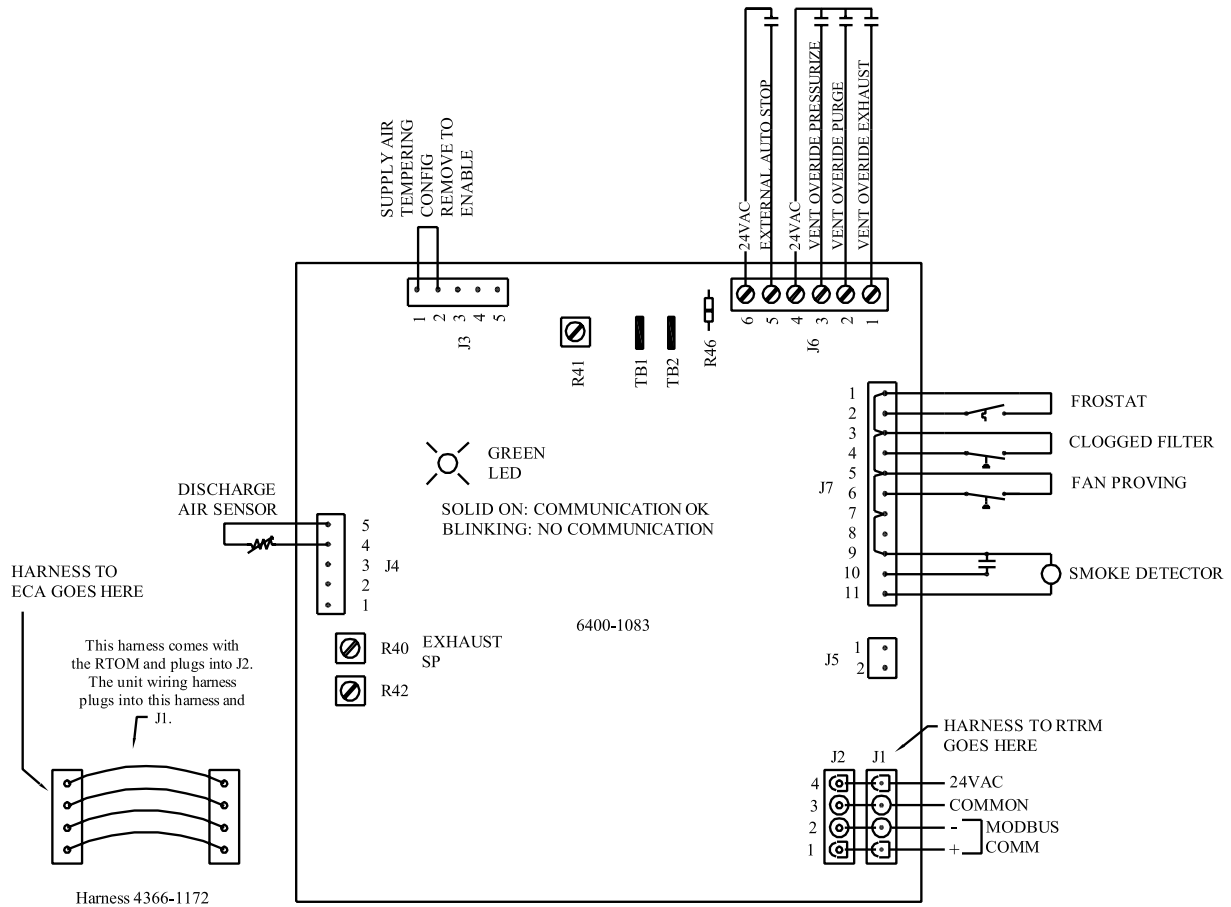 24VAC
EXTERNAL AUTO STOP
24VAC
VENT OVERIDE PRESSURIZE
VENT OVERIDE PURGE
VENT OVERIDE EXHAUST
SUPPLY AIR
TEMPERING
CONFIG
REMOVE TO
ENABLE
1
2
3
4
5
J3
R41
TB1
TB2
R46
6
5
4
3
2
1
J6
GREEN
LED
SOLID ON: COMMUNICATION OK
BLINKING: NO COMMUNICATION
1
2
3
4
5
6
7
8
9
10
11
J7
FROSTAT
CLOGGED FILTER
FAN PROVING
SMOKE DETECTOR
DISCHARGE
AIR SENSOR
5
4
3
2
1
J4
HARNESS TO
ECA GOES HERE
This harness comes with
the RTOM and plugs into J2.
The unit wiring harness
plugs into this harness and
J1.
R40
EXHAUST
SP
R42
6400-1083
J5
1
2
HARNESS TO RTRM
GOES HERE
J2
J1
4
3
2
1
24VAC
COMMON
- MODBUS
+ COMM
Harness 4366-1172